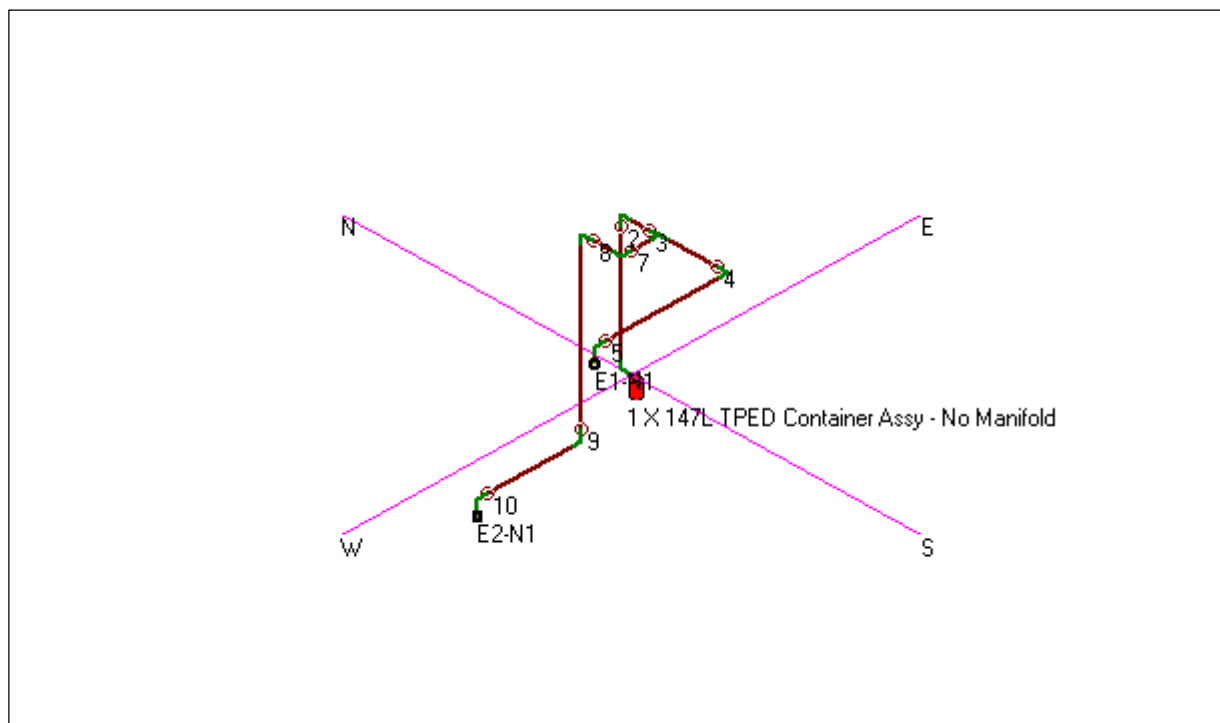 N
E
2
3
8
7
4
5
E1-N1
1 X 147L TPED Container Assy - No Manifold
9
10
E2-N1
W
S